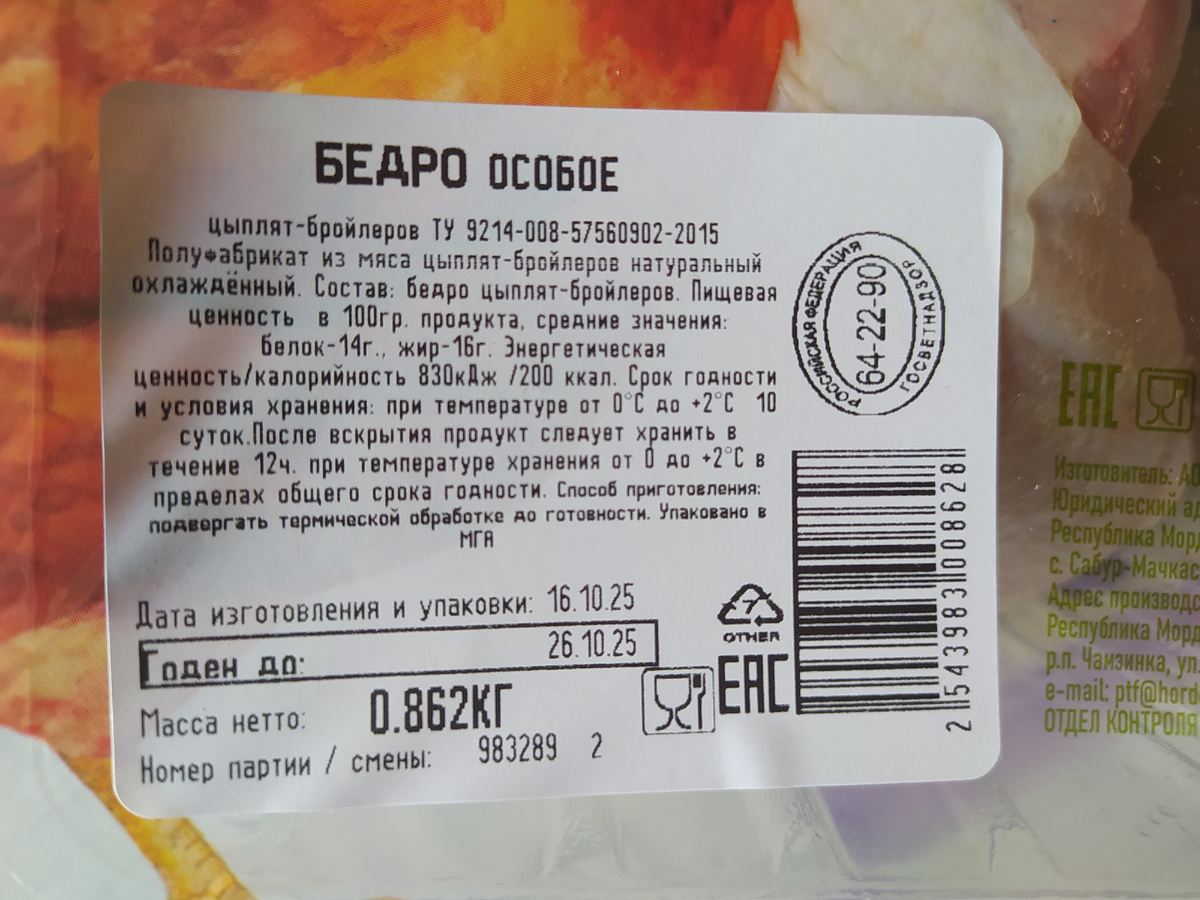 БЕДРО ОСОБОЕ
цыплят-бройлеров ТУ 9214-008-57560902-2015
Полуфабрикат из мяса цыплят-бройлеров натуральный
охлаждённый. Состав: бедро цыплят-бройлеров. Пищевая
ценность в 100гр. продукта, средние значения:
белок-14г., жир-16г. Энергетическая
ценность/калорийность 830кДж /200 ккал. Срок годности
и условия хранения: при температуре от 0°С до +2°С 10
суток.После вскрытия продукт следует хранить в
течение 12ч. при температуре хранения от 0 до +2°С в
пределах общего срока годности. Способ приготовления:
подвергать термической обработке до готовности. Упаковано в
МГА
Дата изготовления и упаковки: 16.10.25
Годен до: 26.10.25
Масса нетто: 0.862КГ
Номер партии / смены: 983289 2
РОССИЙСКАЯ ФЕДЕРАЦИЯ
64-22-90
ГОСВЕТНАДЗОР
2 543983 008628
7
OTHER
EAC
EAC
Изготовитель: АО
Юридический ад
Республика Морд
с. Сабур-Мачкас
Адрес производс
Республика Морд
р.п. Чамзинка, ул.
e-mail: ptf@hord
ОТДЕЛ КОНТРОЛЯ